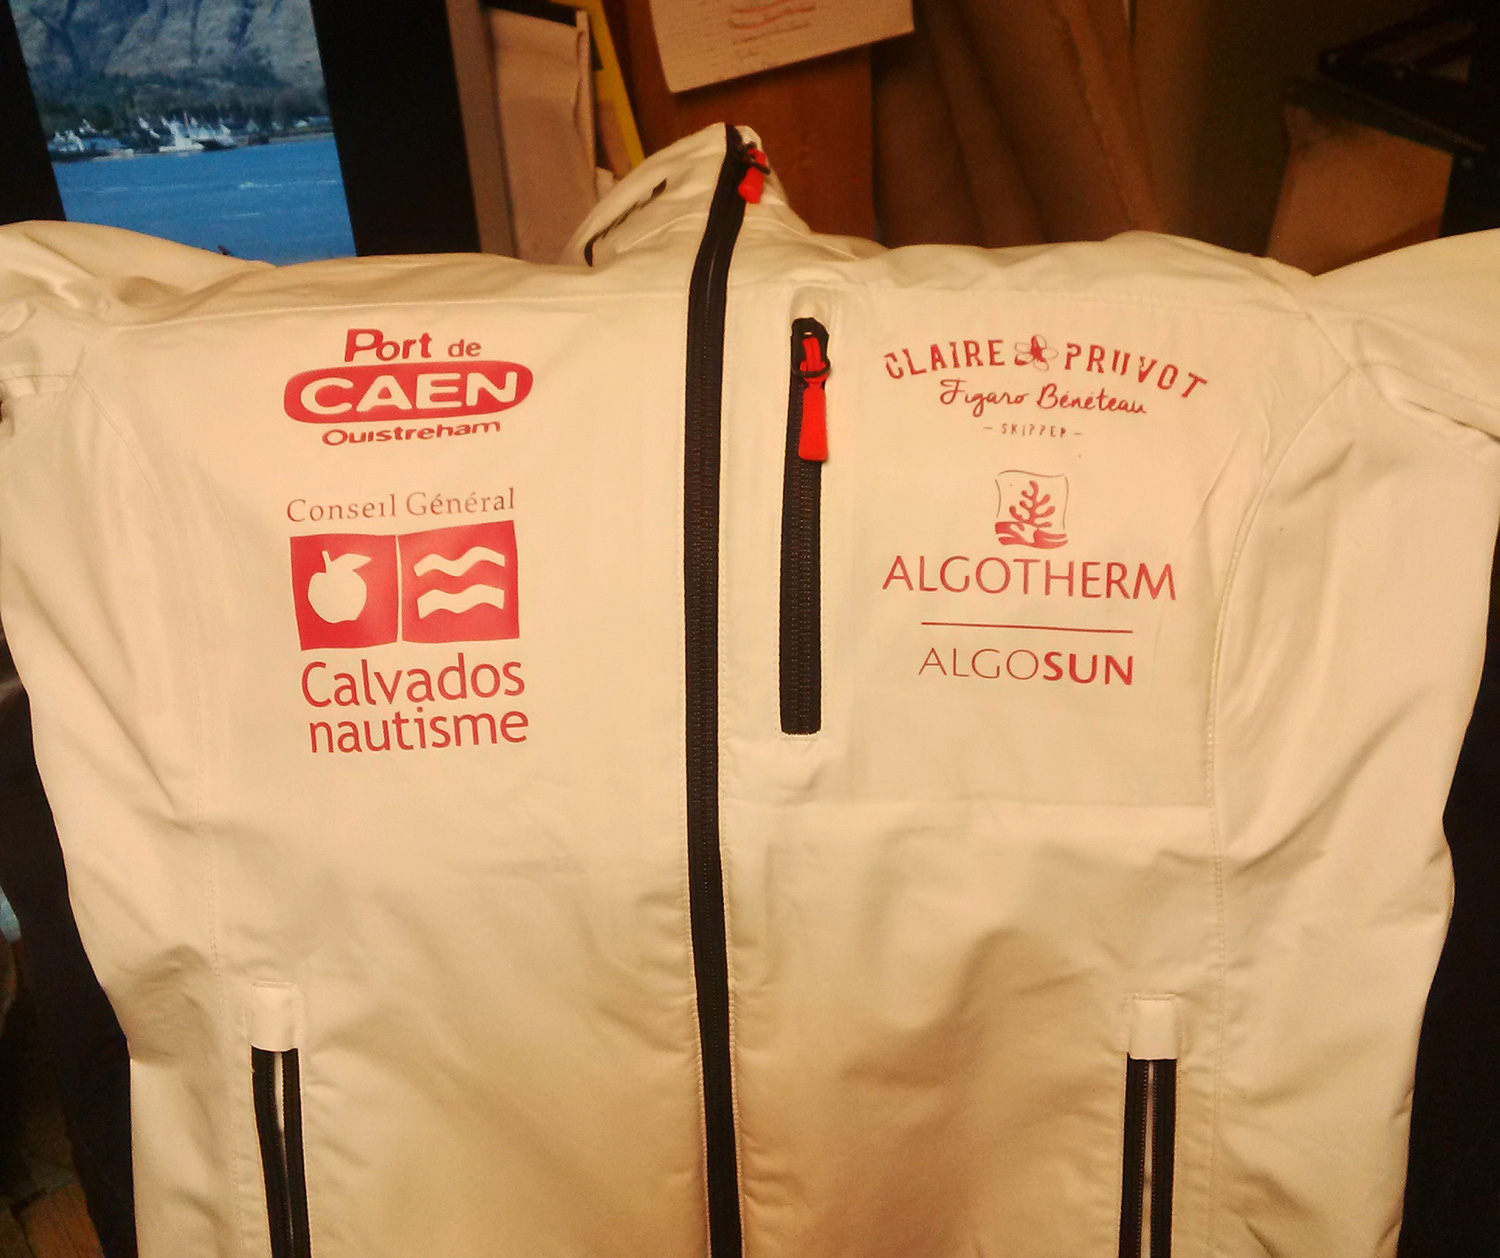 Port de
CAEN
Ouistreham
Conseil Général
Calvados
nautisme
CLAIRE PRUVOT
Figaro Bénéteau
- SKIPPER -
ALGOTHERM
ALGOSUN